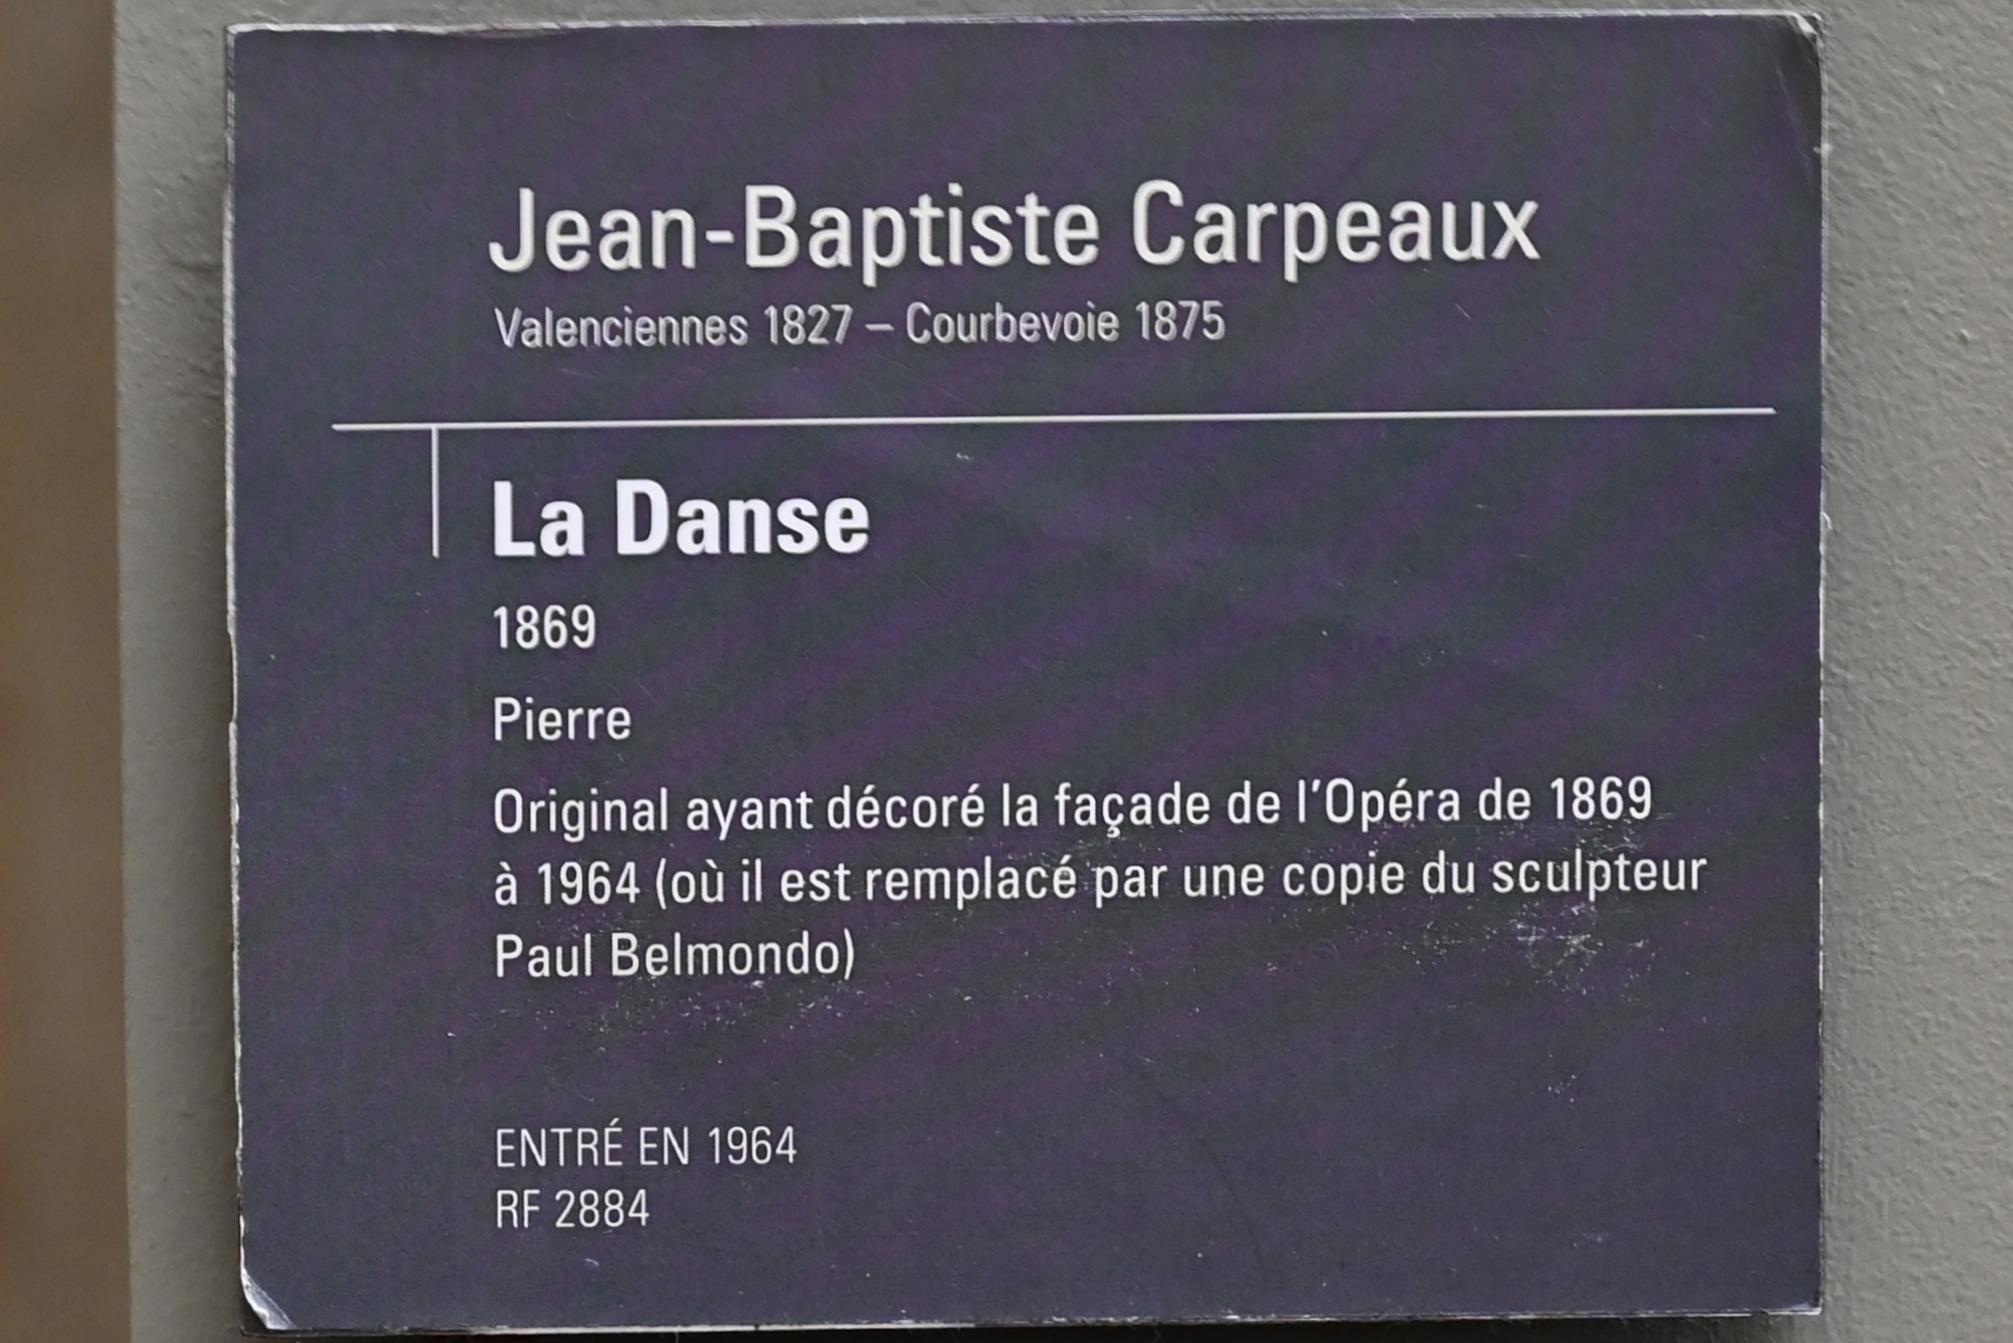 Jean-Baptiste Carpeaux
Valenciennes 1827 – Courbevoie 1875
La Danse
1869
Pierre
Original ayant décoré la façade de l'Opéra de 1869
à 1964 (où il est remplacé par une copie du sculpteur
Paul Belmondo)
ENTRÉ EN 1964
RF 2884